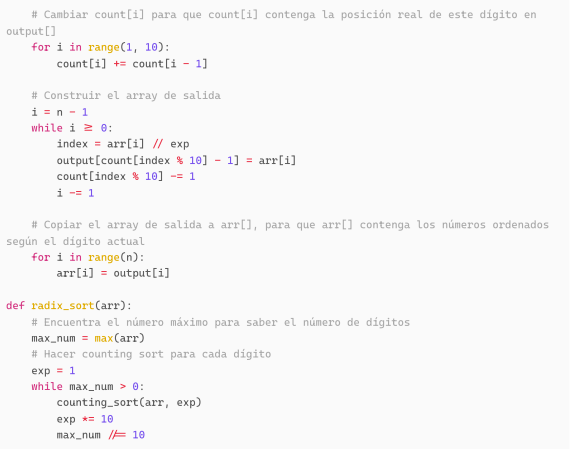 # Cambiar count[i] para que count[i] contenga la posición real de este dígito en
output[]
    for i in range(1, 10):
        count[i] += count[i - 1]

    # Construir el array de salida
    i = n - 1
    while i >= 0:
        index = arr[i] // exp
        output[count[index % 10] - 1] = arr[i]
        count[index % 10] -= 1
        i -= 1

    # Copiar el array de salida a arr[], para que arr[] contenga los números ordenados
según el dígito actual
    for i in range(n):
        arr[i] = output[i]

def radix_sort(arr):
    # Encuentra el número máximo para saber el número de dígitos
    max_num = max(arr)
    # Hacer counting sort para cada dígito
    exp = 1
    while max_num > 0:
        counting_sort(arr, exp)
        exp *= 10
        max_num //= 10